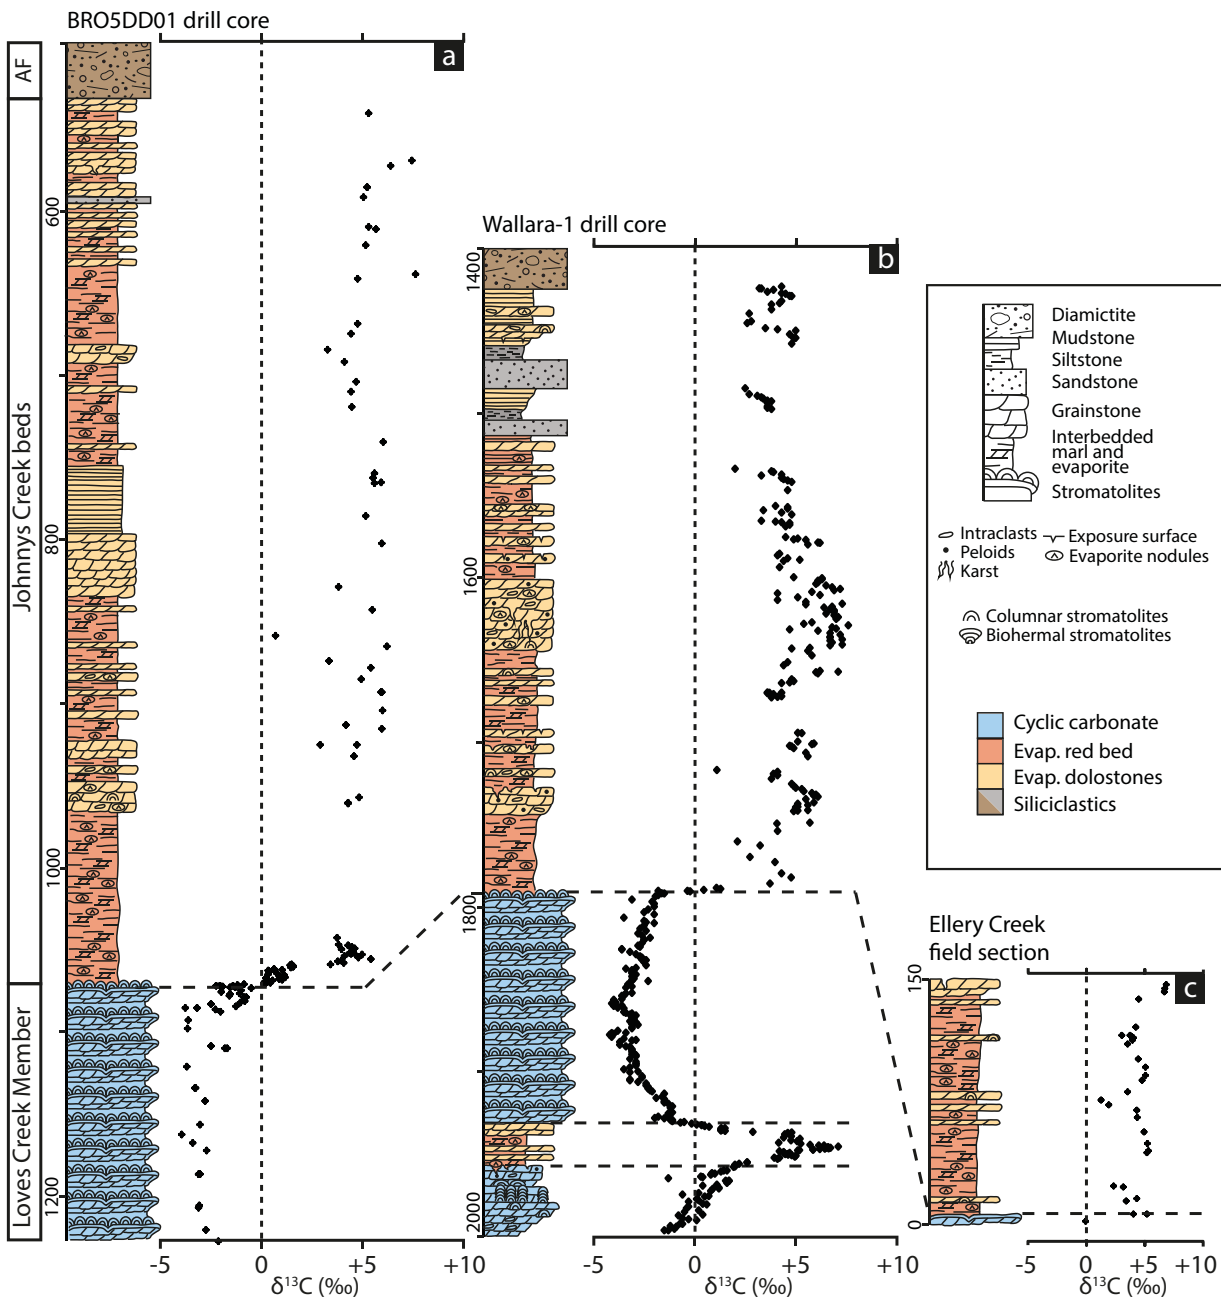 BRO5DD01 drill core
a
AF
Johnnys Creek beds
Loves Creek Member
600
800
1000
1200
-5 0 +5 +10
δ¹³C (‰)
Wallara-1 drill core
b
1400
1600
1800
2000
-5 0 +5 +10
δ¹³C (‰)
Diamictite
Mudstone
Siltstone
Sandstone
Grainstone
Interbedded
marl and
evaporite
Stromatolites
Intraclasts
Peloids
Karst
Exposure surface
Evaporite nodules
Columnar stromatolites
Biohermal stromatolites
Cyclic carbonate
Evap. red bed
Evap. dolostones
Siliciclastics
Ellery Creek
field section
c
150
0
-5 0 +5 +10
δ¹³C (‰)